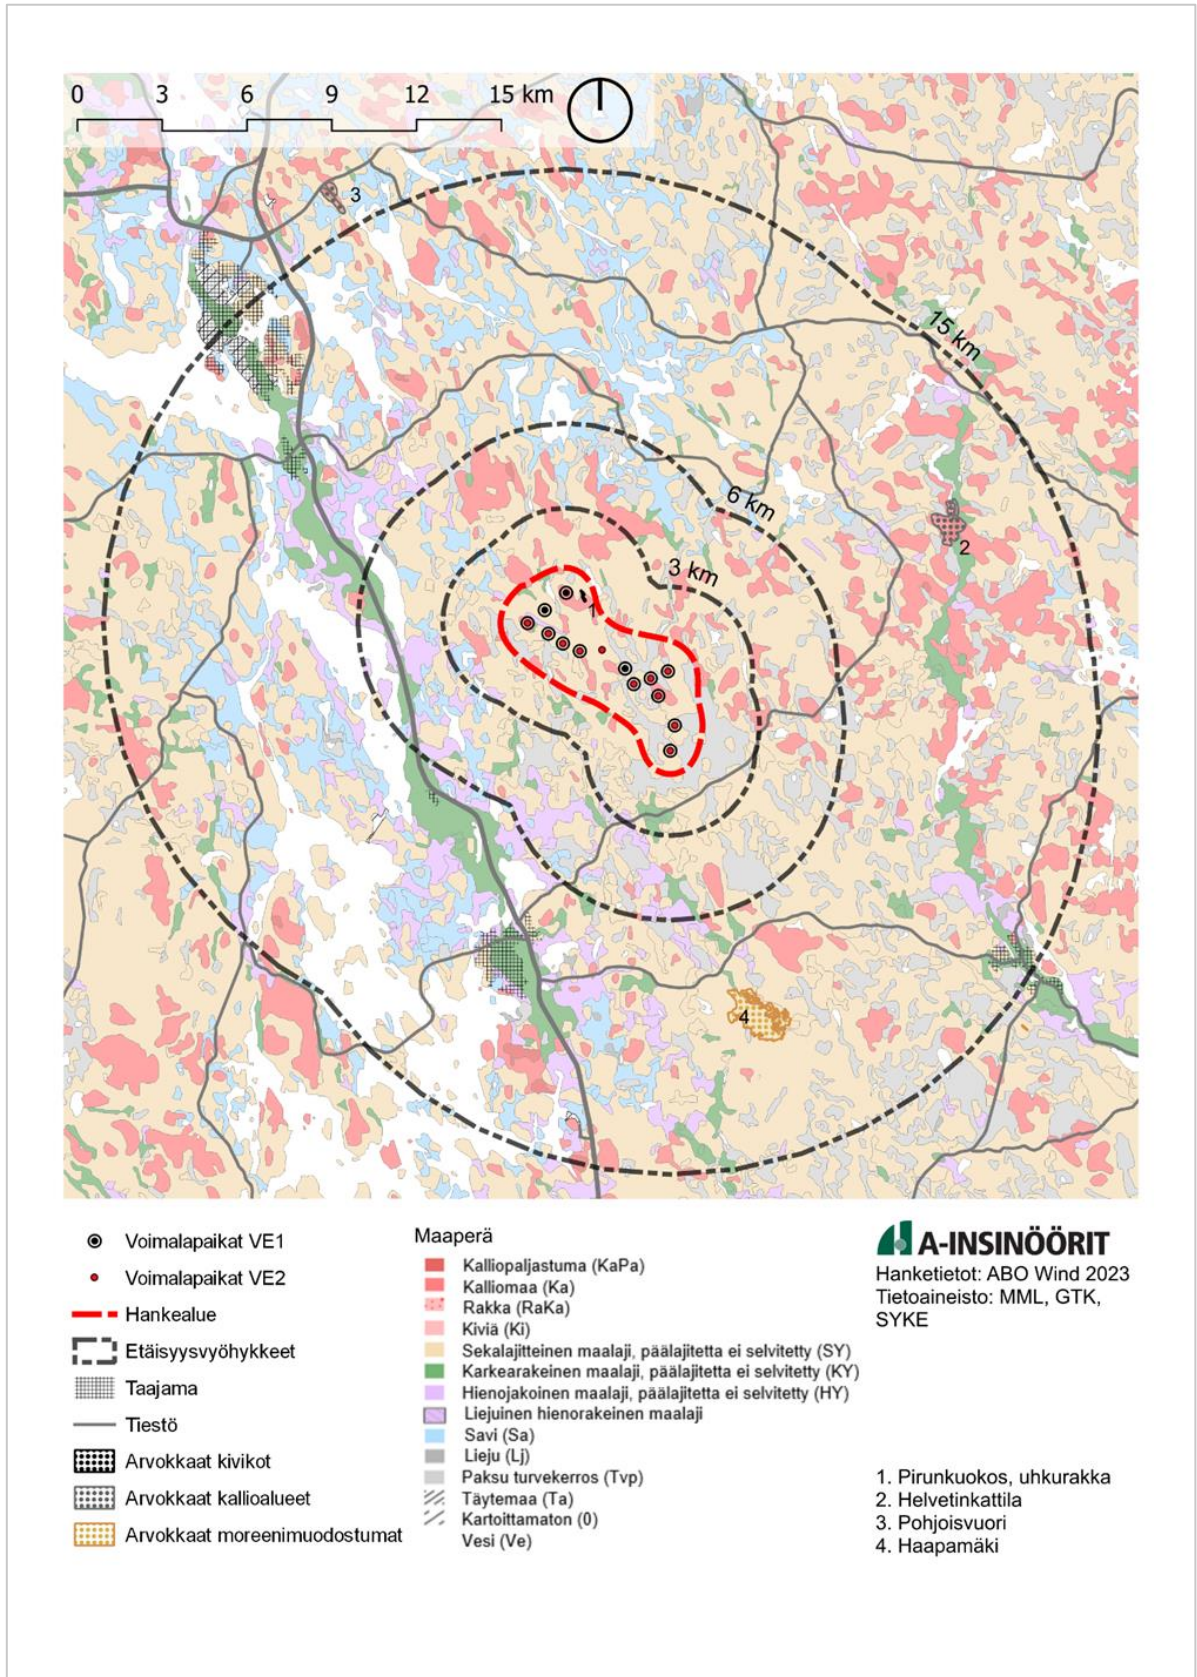 0 3 6 9 12 15 km
3
15 km
6 km
2
3 km
1
4
Voimalapaikat VE1
Voimalapaikat VE2
Hankealue
Etäisyysvyöhykkeet
Taajama
Tiestö
Arvokkaat kivikot
Arvokkaat kallioalueet
Arvokkaat moreenimuodostumat
Maaperä
Kalliopaljastuma (KaPa)
Kalliomaa (Ka)
Rakka (RaKa)
Kiviä (Ki)
Sekalajitteinen maalaji, päälajitetta ei selvitetty (SY)
Karkearakeinen maalaji, päälajitetta ei selvitetty (KY)
Hienojakoinen maalaji, päälajitetta ei selvitetty (HY)
Liejuinen hienorakeinen maalaji
Savi (Sa)
Lieju (Lj)
Paksu turvekerros (Tvp)
Täytemaa (Ta)
Kartoittamaton (0)
Vesi (Ve)
A-INSINÖÖRIT
Hanketiedot: ABO Wind 2023
Tietoaineisto: MML, GTK,
SYKE
1. Pirunkuokos, uhkurakka
2. Helvetinkattila
3. Pohjoisvuori
4. Haapamäki